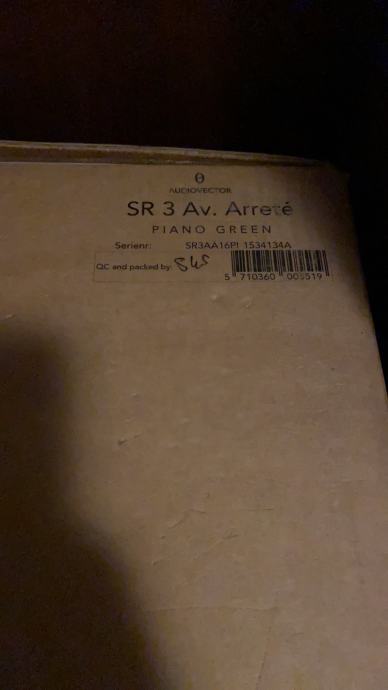 AUDIOVECTOR
SR 3 Av. Arreté
PIANO GREEN
Serienr: SR3AA16PI 1534134A
QC and packed by:
5 710360 005519